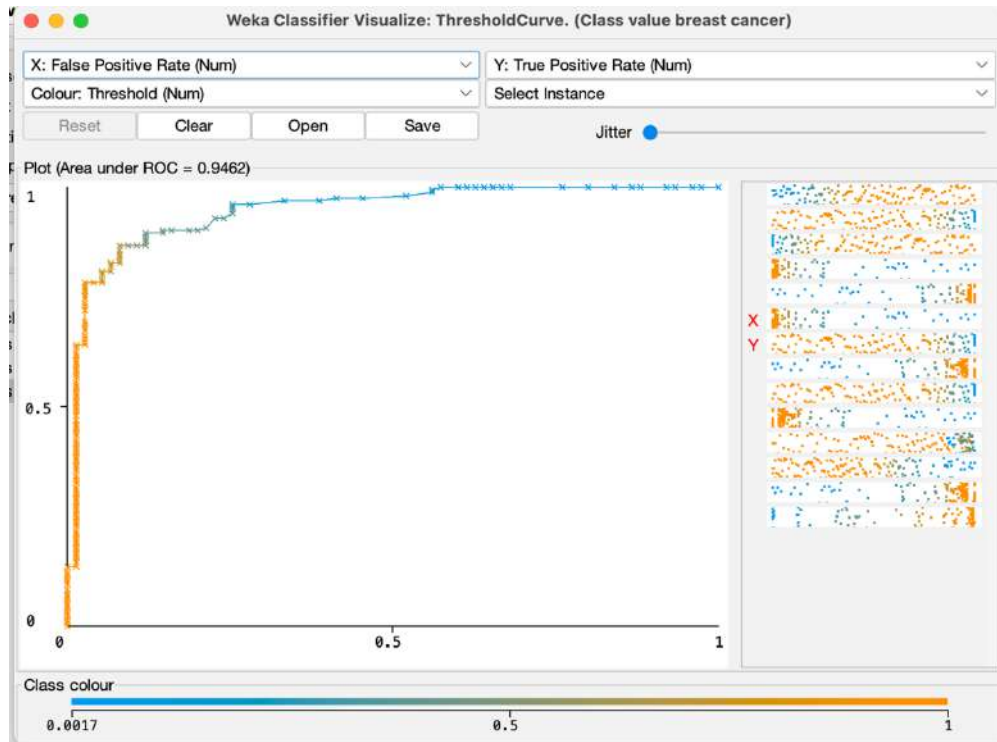 Weka Classifier Visualize: ThresholdCurve. (Class value breast cancer)
X: False Positive Rate (Num)
Y: True Positive Rate (Num)
Colour: Threshold (Num)
Select Instance
Reset
Clear
Open
Save
Jitter
Plot (Area under ROC = 0.9462)
1
0.5
0
0
0.5
1
X
Y
Class colour
0.0017
0.5
1